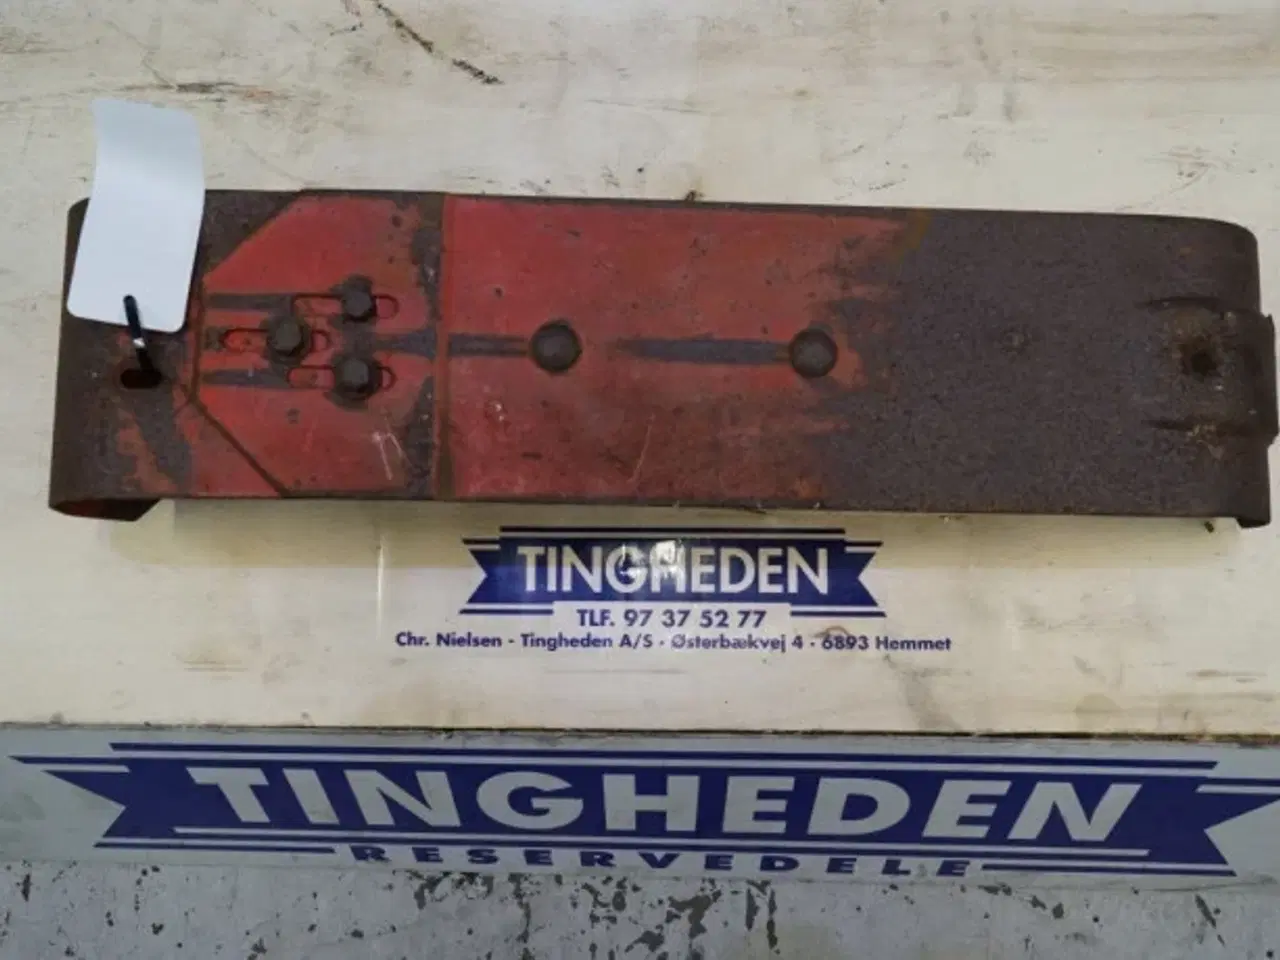 TINGHEDEN
TLF. 97 37 52 77
Chr. Nielsen - Tingheden A/S - Østerbækvej 4 - 6893 Hemmet
TINGHEDEN
RESERVEDELE